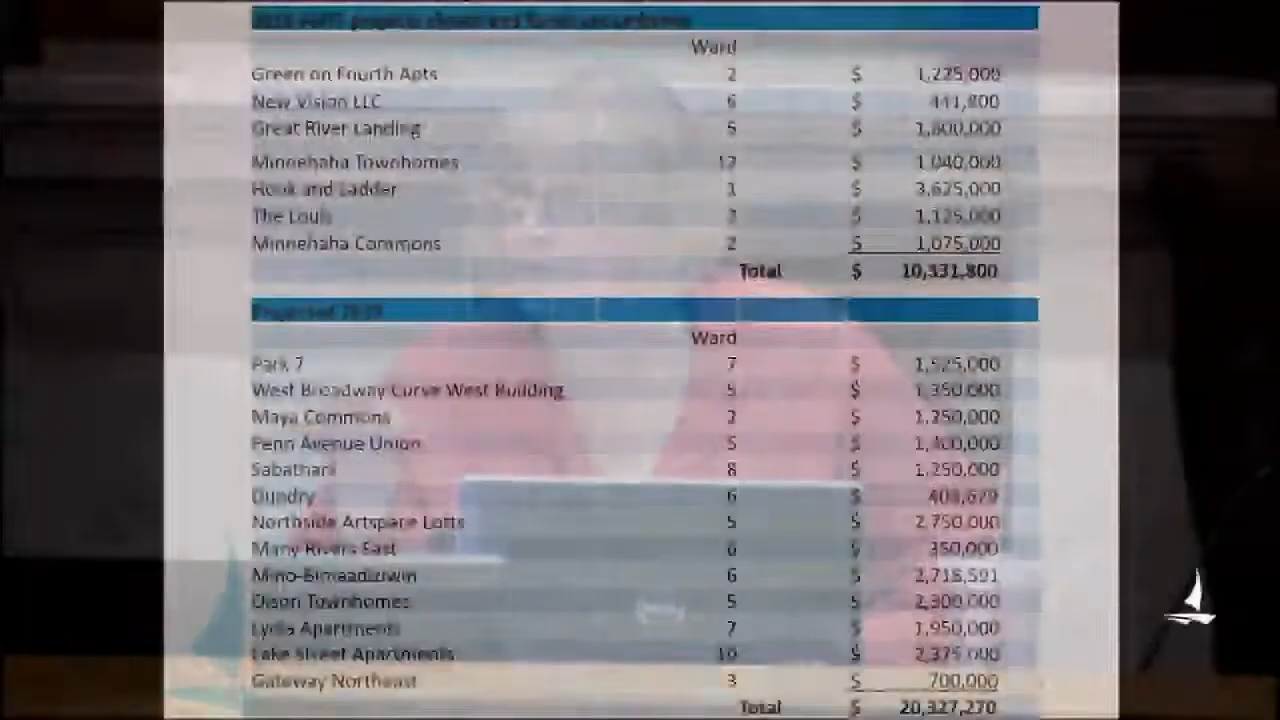 Ward
Green on Fourth Apts 2 $ 1,225,000
New Vision LLC 6 $ 441,800
Great River Landing 5 $ 1,800,000
Minnehaha Townhomes 12 $ 1,040,000
Hook and Ladder 1 $ 3,625,000
The Louis $ 1,125,000
Minnehaha Commons 2 $ 1,075,000
Total $ 10,331,800
Projected 2019
Ward
Park 7 7 $ 1,525,000
West Broadway Curve West Building 5 $ 1,350,000
Maya Commons 2 $ 1,250,000
Penn Avenue Union 5 $ 1,400,000
Sabathani 8 $ 1,250,000
Dundry 6 $ 408,679
Northside Artspace Lofts 5 $ 2,750,000
Many Rivers East 6 $ 350,000
Mino-Bimaadiziwin 6 $ 2,718,591
Olson Townhomes 5 $ 2,300,000
Lydia Apartments 7 $ 1,950,000
Lake Street Apartments 10 $ 2,375,000
Gateway Northeast 3 $ 700,000
Total $ 20,327,270